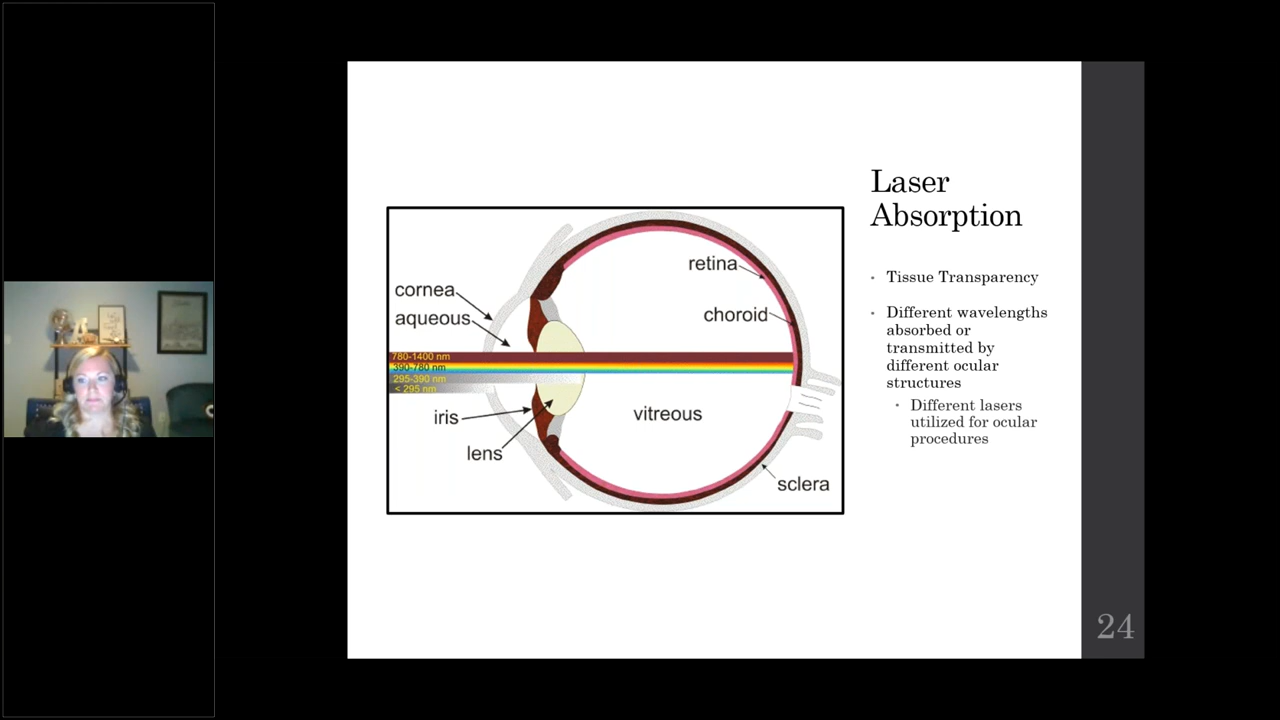 Laser
Absorption
Tissue Transparency
Different wavelengths
absorbed or
transmitted by
different ocular
structures
Different lasers
utilized for ocular
procedures
retina
cornea
aqueous
choroid
780-1400 nm
390-780 nm
295-390 nm
< 295 nm
iris
vitreous
lens
sclera
24